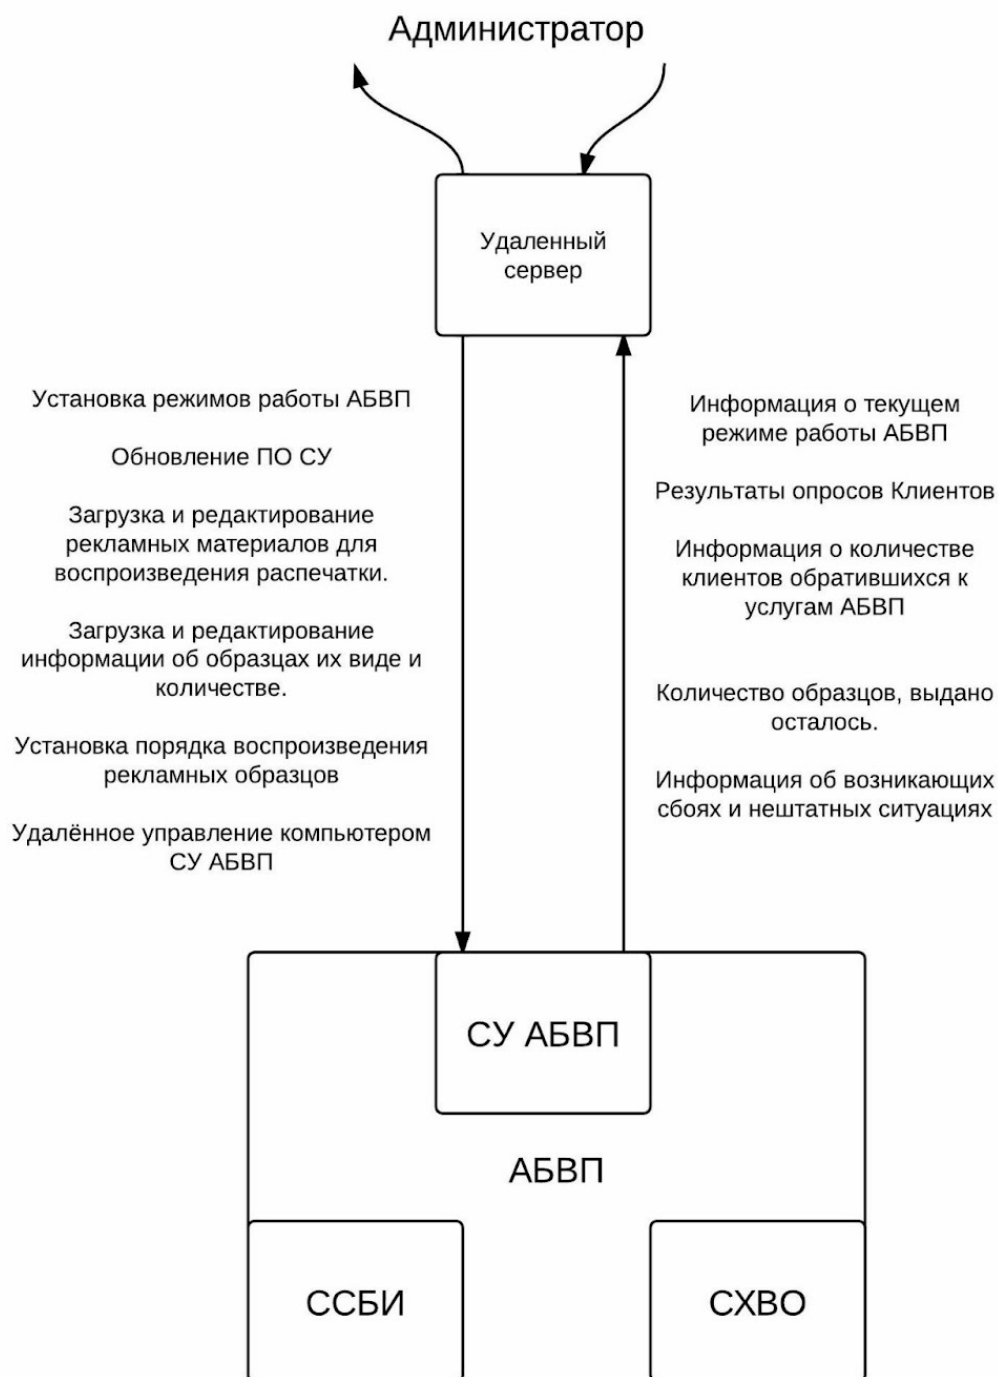 Администратор
Удаленный
сервер
Установка режимов работы АБВП
Обновление ПО СУ
Загрузка и редактирование
рекламных материалов для
воспроизведения распечатки.
Загрузка и редактирование
информации об образцах их виде и
количестве.
Установка порядка воспроизведения
рекламных образцов
Удалённое управление компьютером
СУ АБВП
Информация о текущем
режиме работы АБВП
Результаты опросов Клиентов
Информация о количестве
клиентов обратившихся к
услугам АБВП
Количество образцов, выдано
осталось.
Информация об возникающих
сбоях и нештатных ситуациях
СУ АБВП
АБВП
ССБИ
СХВО